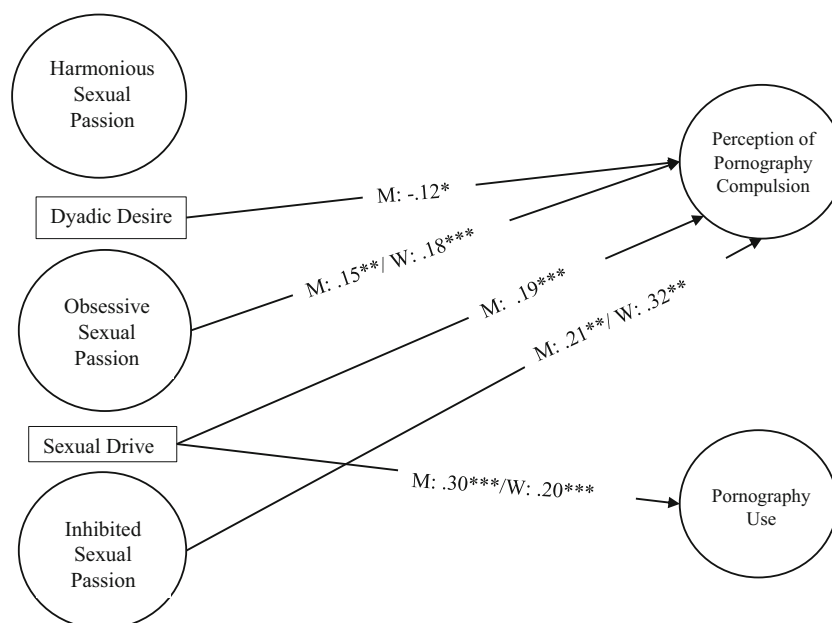 Harmonious
Sexual
Passion
Perception of
Pornography
Compulsion
M: -.12*
Dyadic Desire
M: .15**/ W: .18***
M: .19***
Obsessive
Sexual
Passion
M: .21**/ W: .32**
Sexual Drive
M: .30***/W: .20***
Pornography
Use
Inhibited
Sexual
Passion